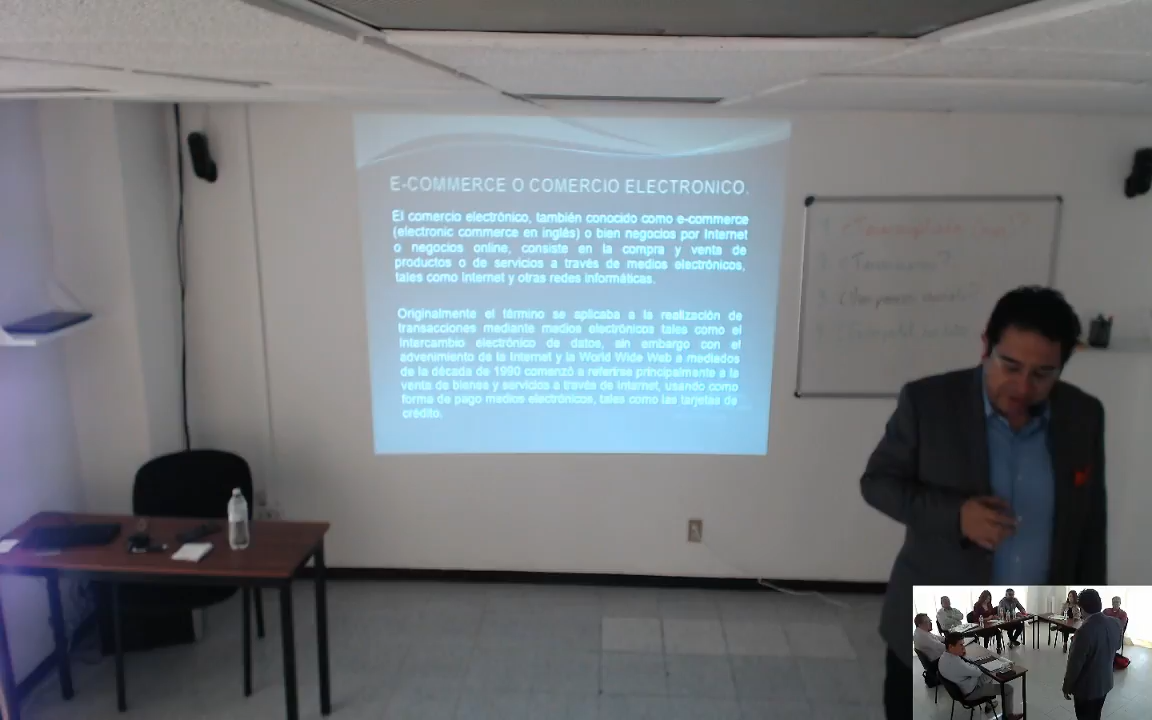 E-COMMERCE O COMERCIO ELECTRONICO.
El comercio electrónico, también conocido como e-commerce
(electronic commerce en inglés) o bien negocios por Internet
o negocios online, consiste en la compra y venta de
productos o de servicios a través de medios electrónicos,
tales como Internet y otras redes informáticas.
Originalmente el término se aplicaba a la realización de
transacciones mediante medios electrónicos tales como el
Intercambio electrónico de datos, sin embargo con el
advenimiento de la Internet y la World Wide Web a mediados
de la década de 1990 comenzó a referirse principalmente a la
venta de bienes y servicios a través de Internet, usando como
forma de pago medios electrónicos, tales como las tarjetas de
crédito.